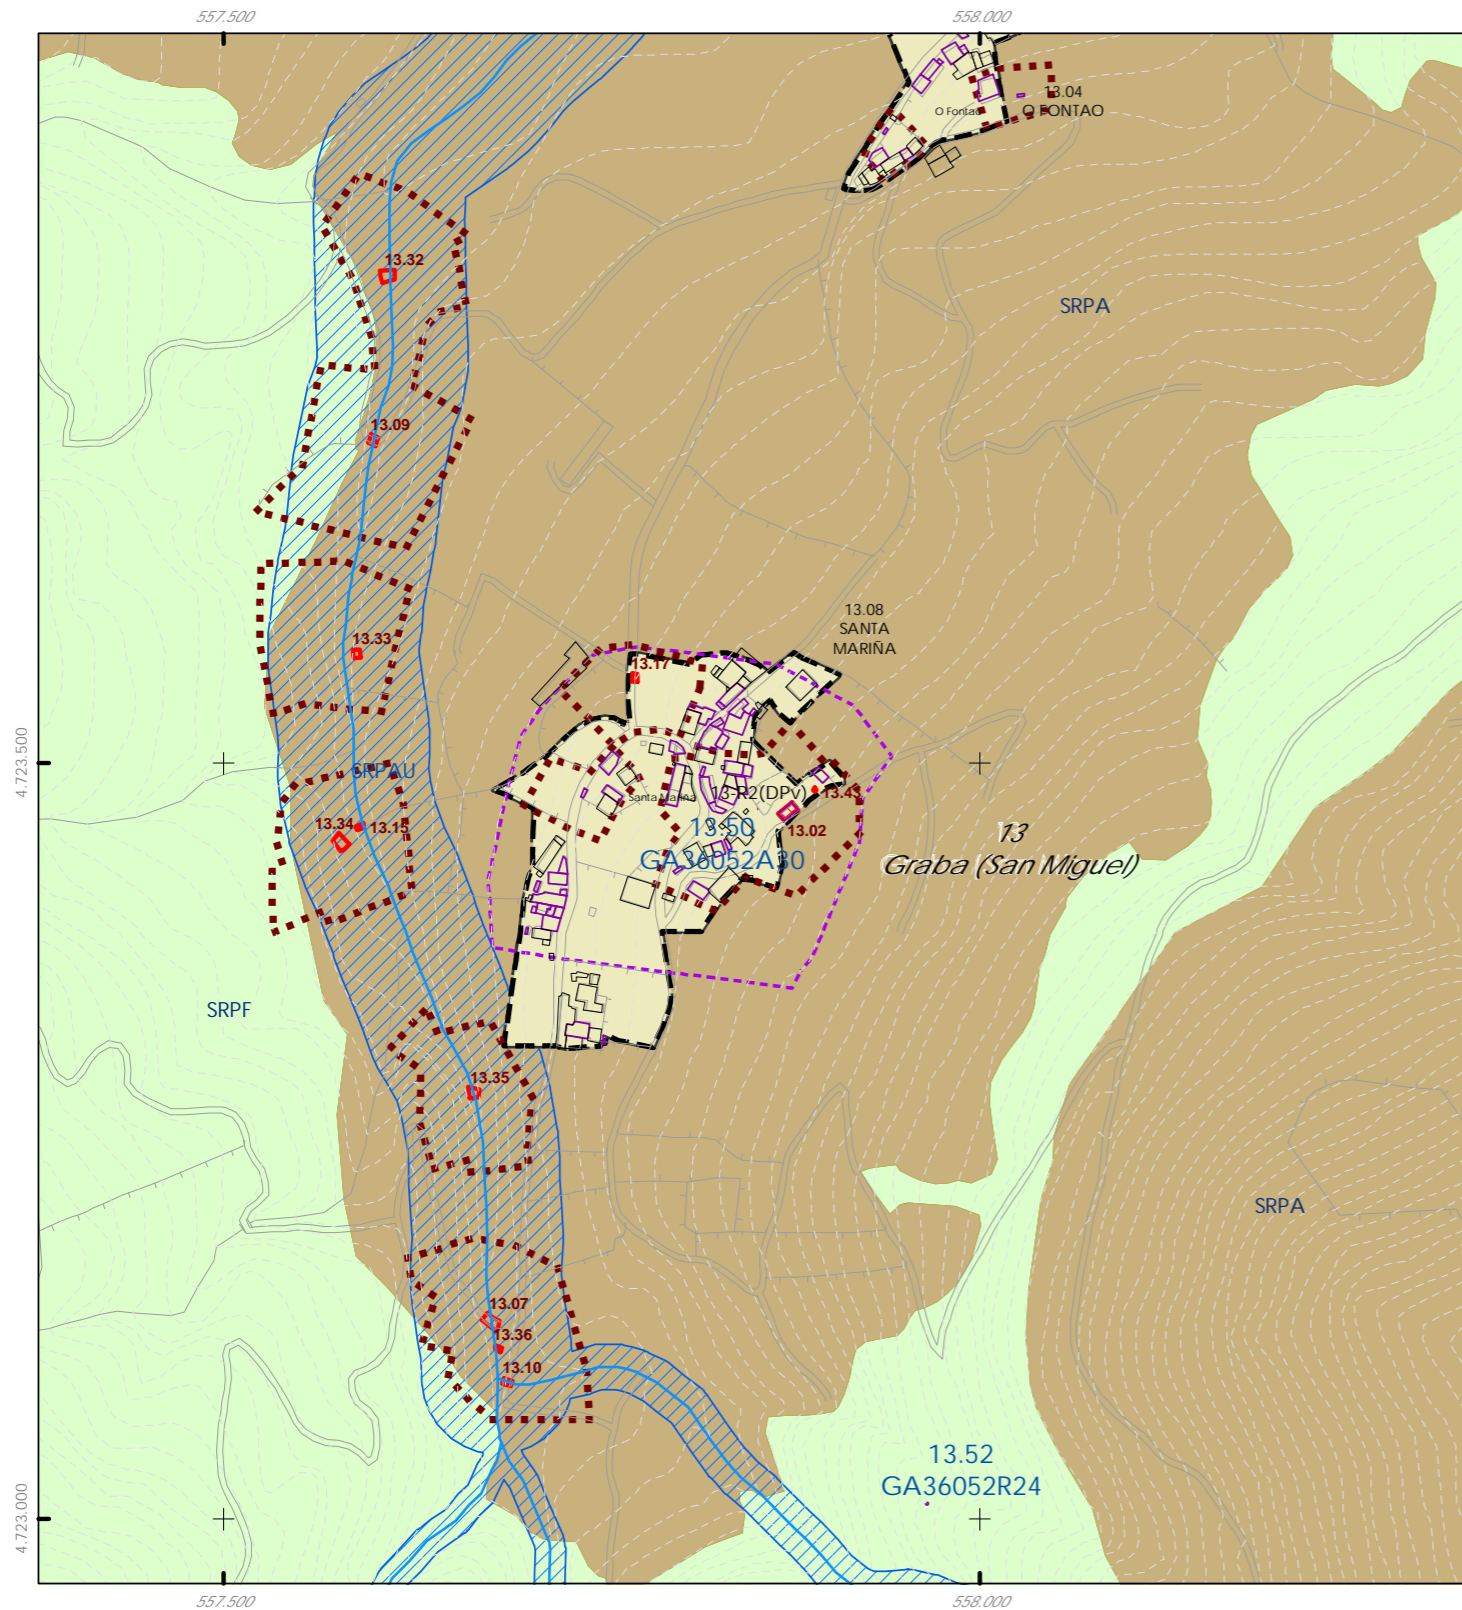 557.500
558.000
13.04
O FONTAO
O Fontao
13.32
SRPA
13.09
13.08
SANTA
MARIÑA
13.33
13.17
4.723.500
SRPAU
Santa Mariña
13-R2(DPv)
13.43
13.34
13.15
13.50
13.02
GA36052A30
13
Graba (San Miguel)
SRPF
13.35
SRPA
13.07
13.36
13.10
13.52
GA36052R24
4.723.000
557.500
558.000